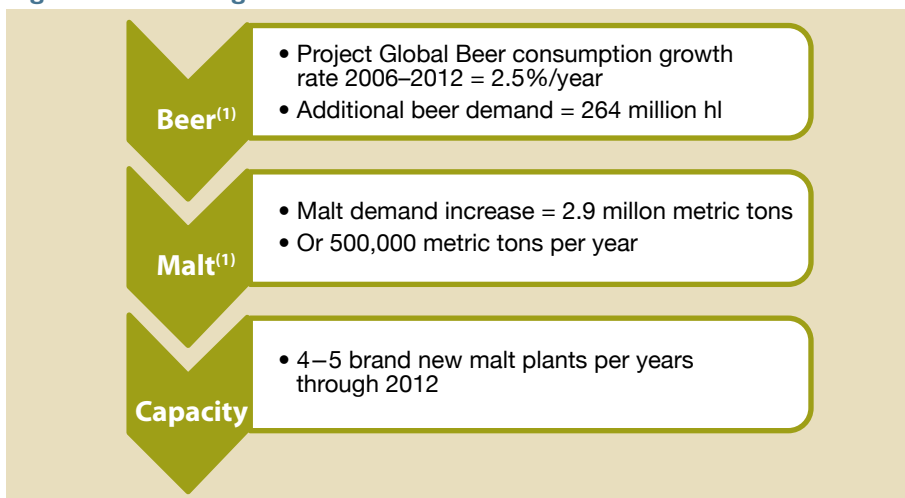 Beer(1)
• Project Global Beer consumption growth
rate 2006–2012 = 2.5%/year
• Additional beer demand = 264 million hl
Malt(1)
• Malt demand increase = 2.9 millon metric tons
• Or 500,000 metric tons per year
Capacity
• 4–5 brand new malt plants per years
through 2012